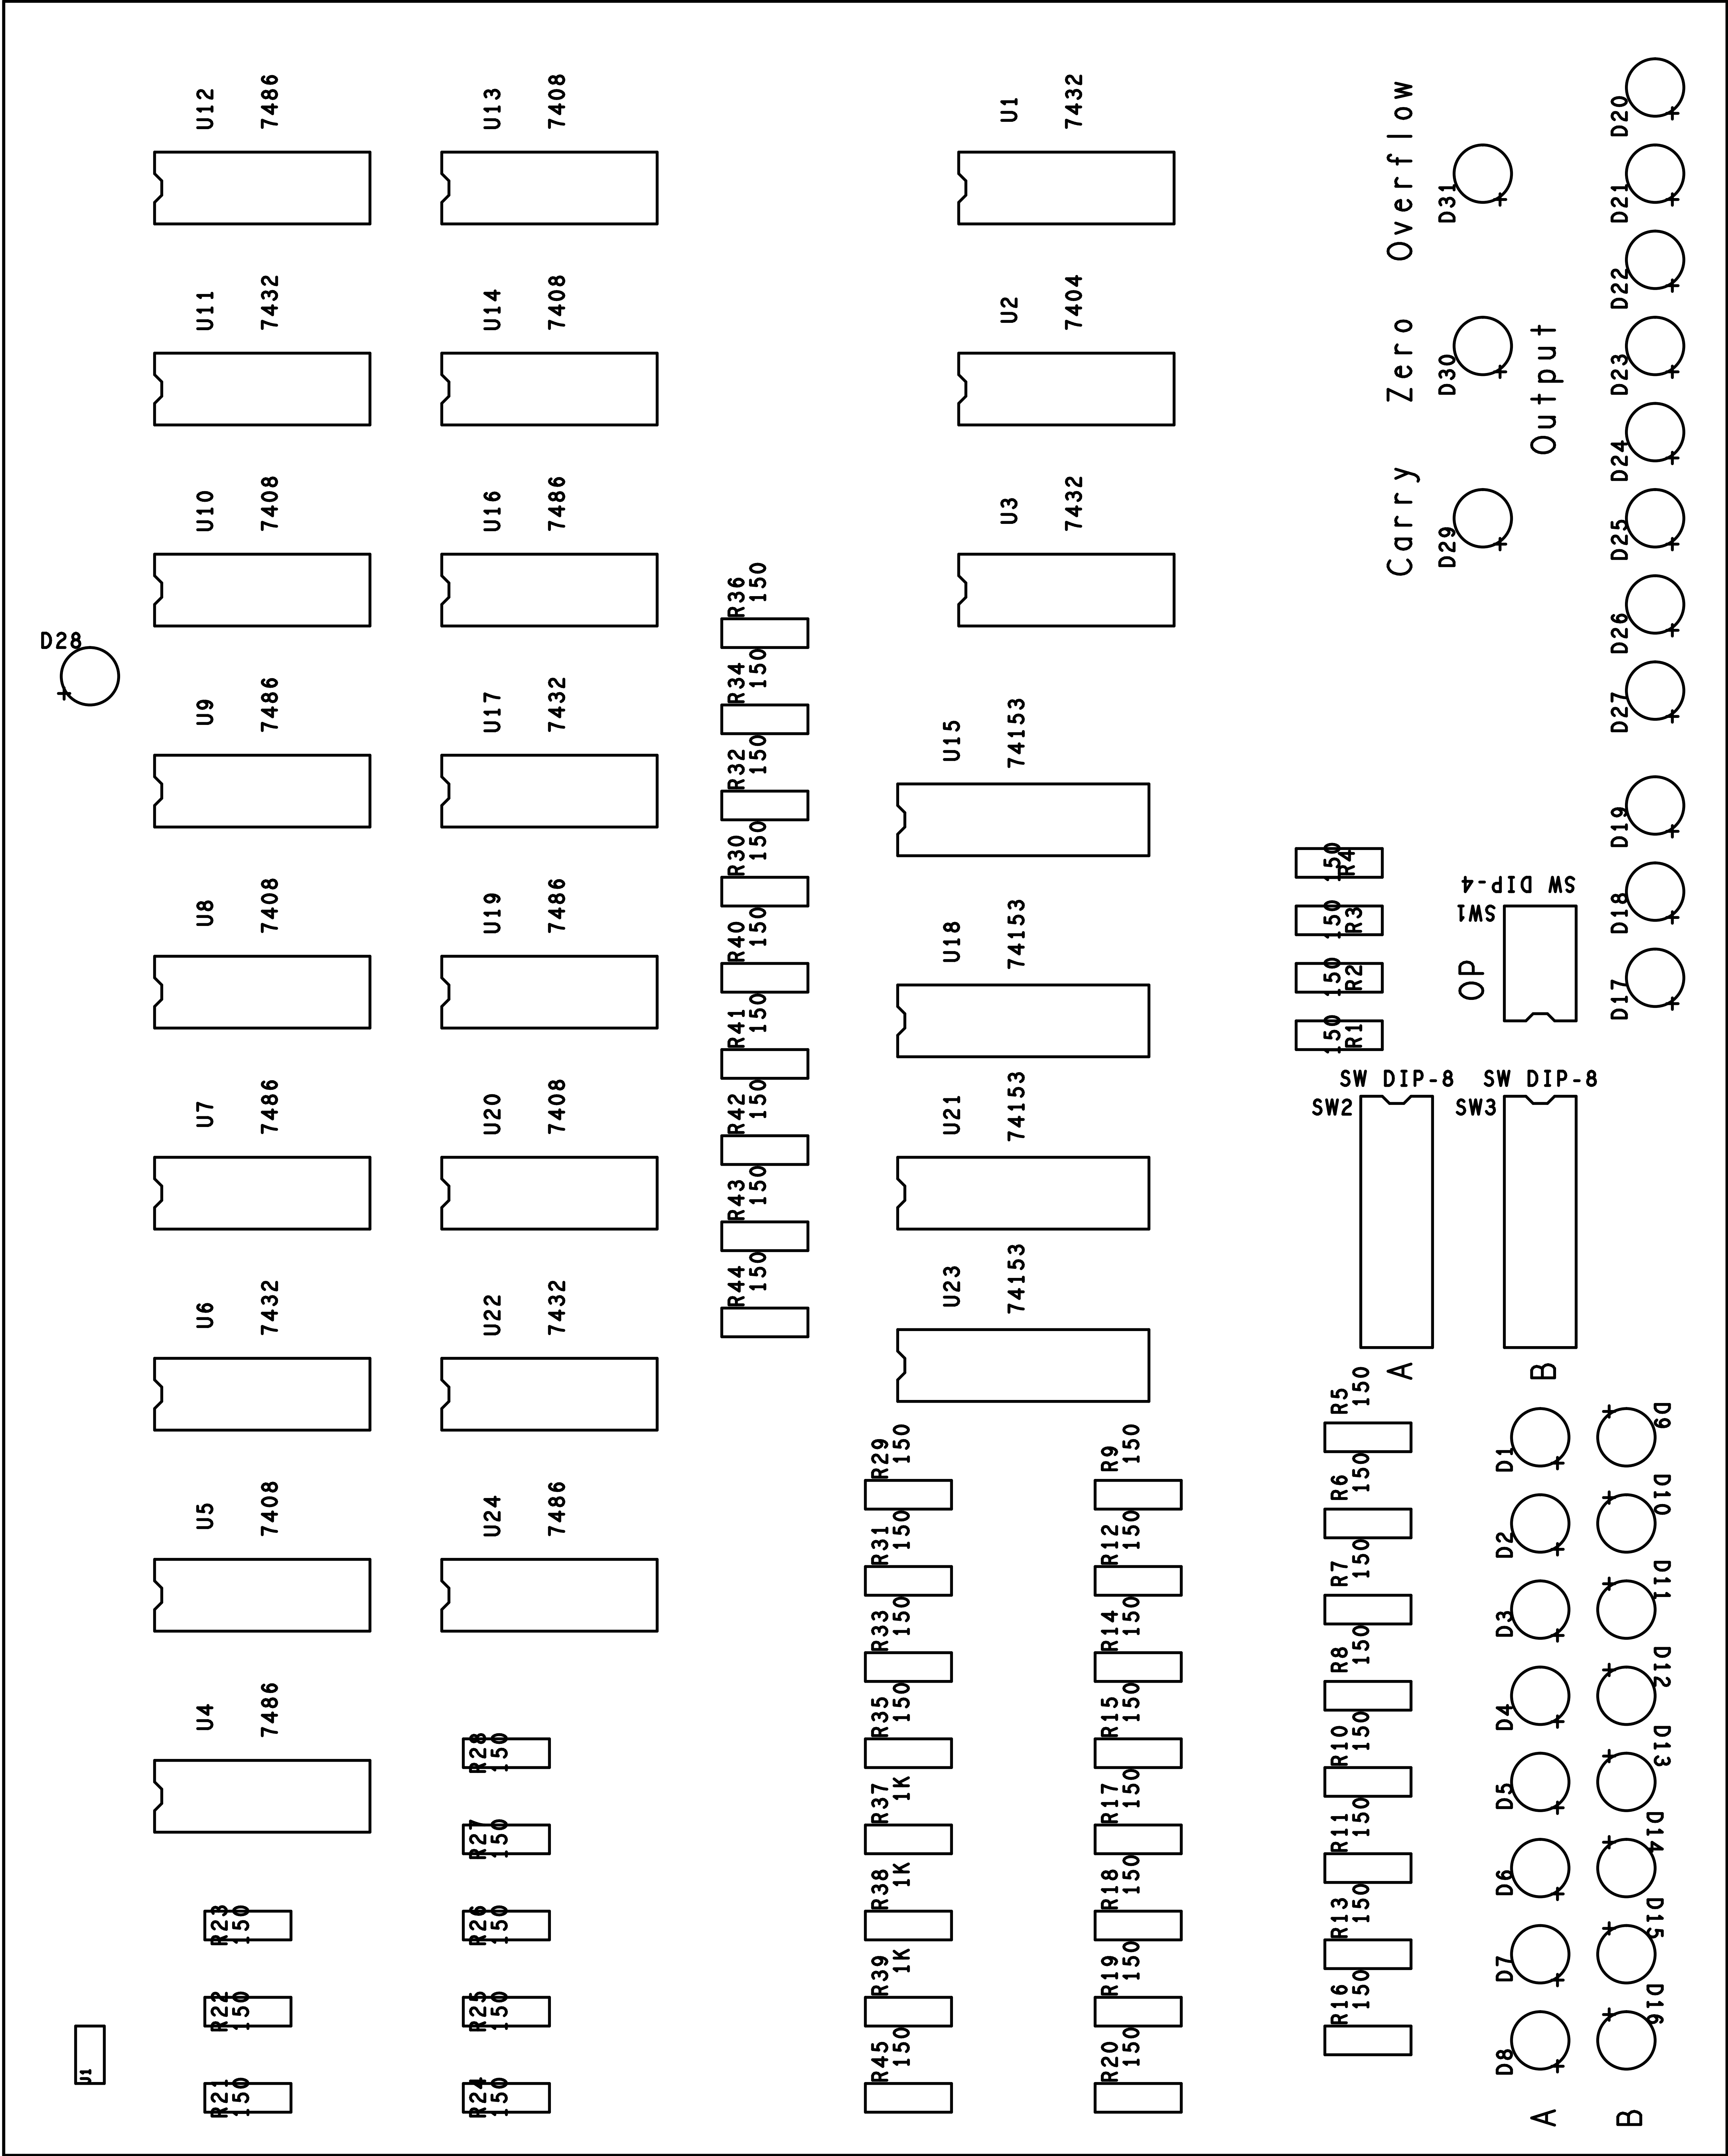 U12 7486
U13 7408
U1 7432
Overflow
D31
D20
D21
U11 7432
U14 7408
U2 7404
Zero
D30
Output
D22
D23
U10 7408
U16 7486
U3 7432
Carry
D29
D24
D25
D28
R36 150
D26
U9 7486
U17 7432
R34 150
U15 74153
D27
R32 150
D19
U8 7408
U19 7486
R30 150
R4 150
SW DIP-4
SW1
R40 150
U18 74153
R3 150
D18
OP
R2 150
D17
R41 150
R1 150
U7 7486
U20 7408
R42 150
U21 74153
SW DIP-8
SW DIP-8
SW2
SW3
R43 150
U6 7432
U22 7432
R44 150
U23 74153
A
B
R5 150
D1
D9
R29 150
R9 150
R6 150
D2
D10
U5 7408
U24 7486
R31 150
R12 150
R7 150
D3
D11
R33 150
R14 150
R8 150
D4
D12
U4 7486
R28 150
R35 150
R15 150
R10 150
D5
D13
R27 150
R37 1K
R17 150
R11 150
D6
D14
R23 150
R26 150
R38 1K
R18 150
R13 150
D7
D15
R22 150
R25 150
R39 1K
R19 150
R16 150
D8
D16
J1
R21 150
R24 150
R45 150
R20 150
A
B